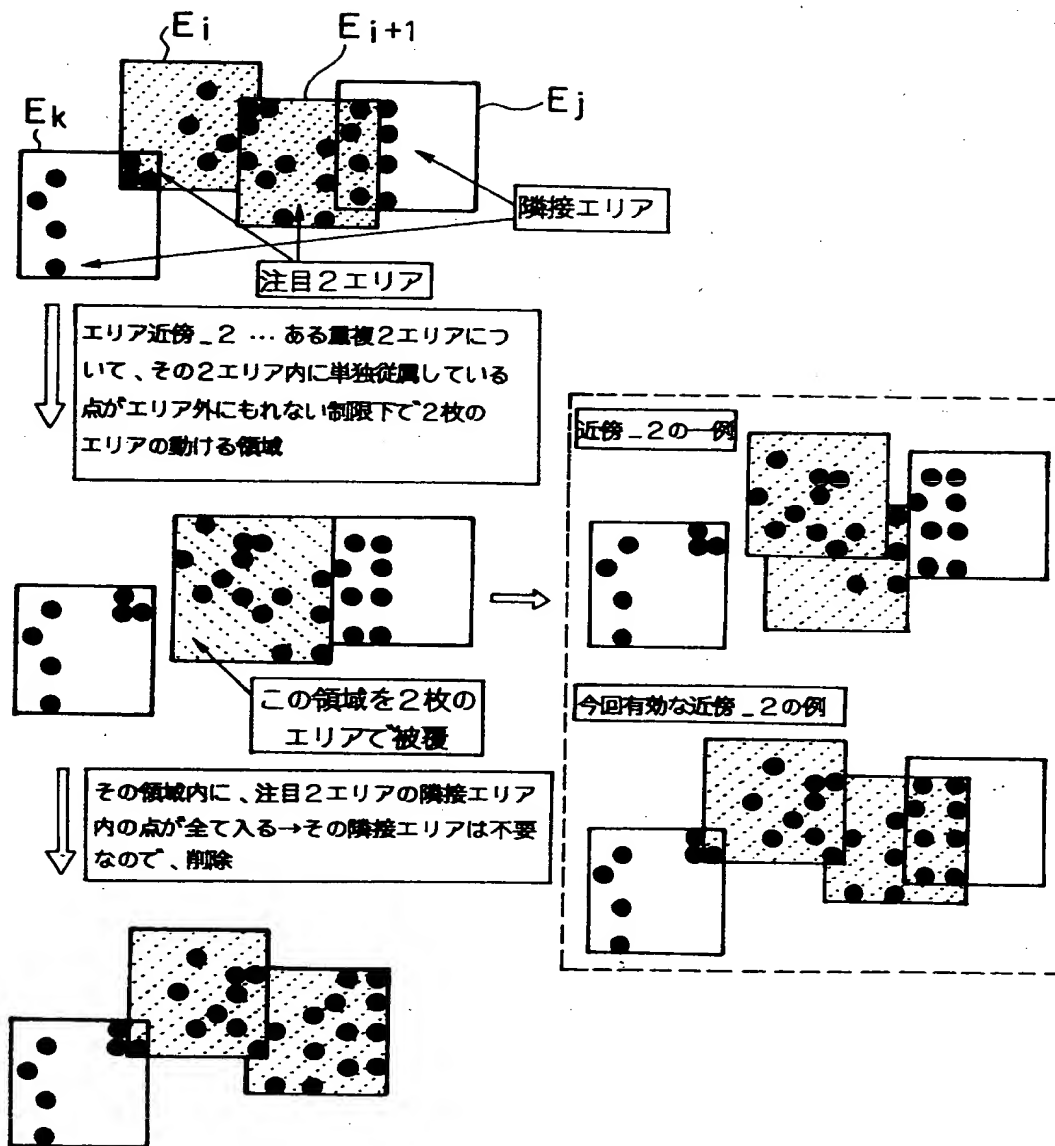 Ei
Ei+1
Ej
Ek
隣接エリア
注目2エリア
エリア近傍_2 … ある重複2エリアにつ
いて、その2エリア内に単独従属している
点がエリア外にもれない制限下で2枚の
エリアの動ける領域
近傍_2の一例
この領域を2枚の
エリアで被覆
今回有効な近傍_2の例
その領域内に、注目2エリアの隣接エリア
内の点が全て入る→その隣接エリアは不要
なので、削除